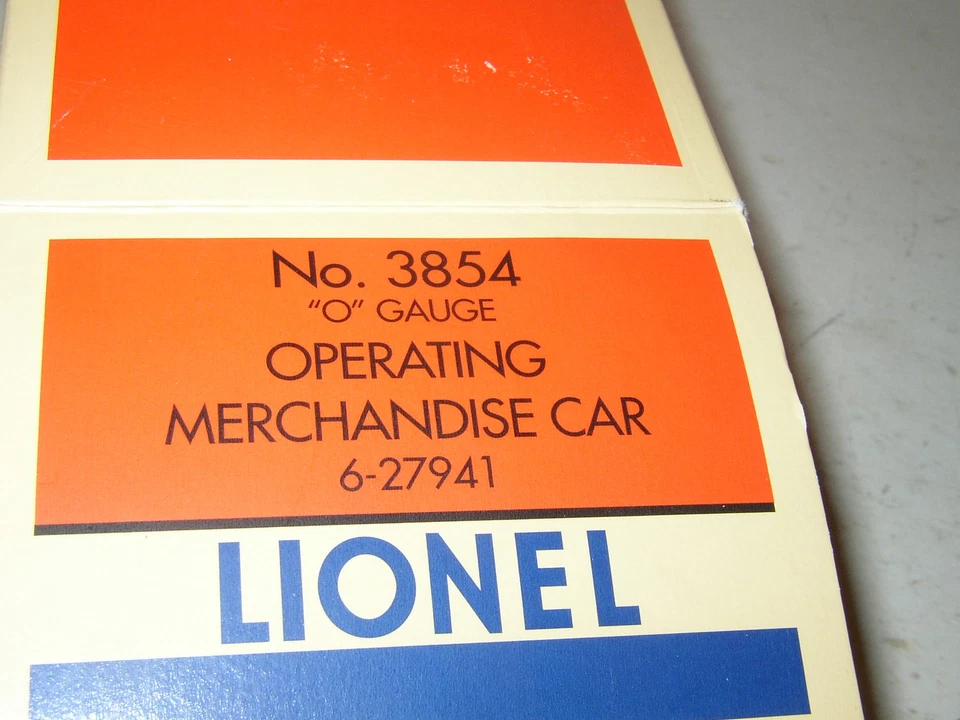 No. 3854
“O” GAUGE
OPERATING
MERCHANDISE CAR
6-27941
LIONEL